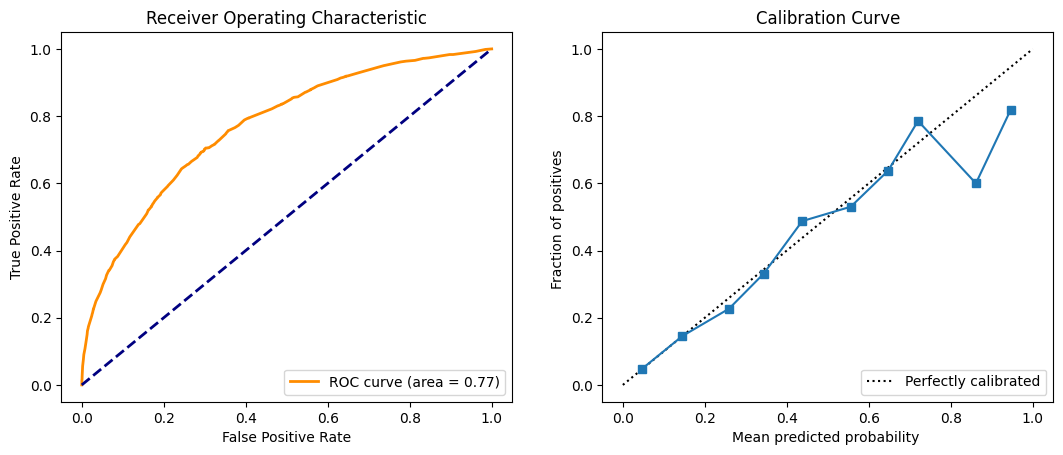 Receiver Operating Characteristic
1.0
0.8
0.6
0.4
0.2
0.0
True Positive Rate
ROC curve (area = 0.77)
0.0 0.2 0.4 0.6 0.8 1.0
False Positive Rate
Calibration Curve
1.0
0.8
0.6
0.4
0.2
0.0
Fraction of positives
Perfectly calibrated
0.0 0.2 0.4 0.6 0.8 1.0
Mean predicted probability